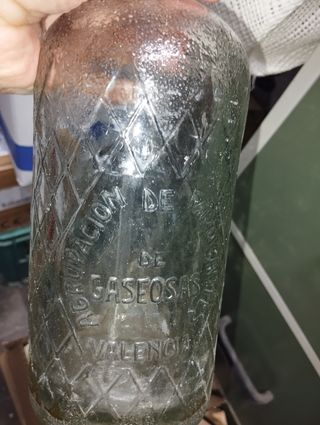 AGRUPACION DE
DE
GASEOSAS
VALENCIA